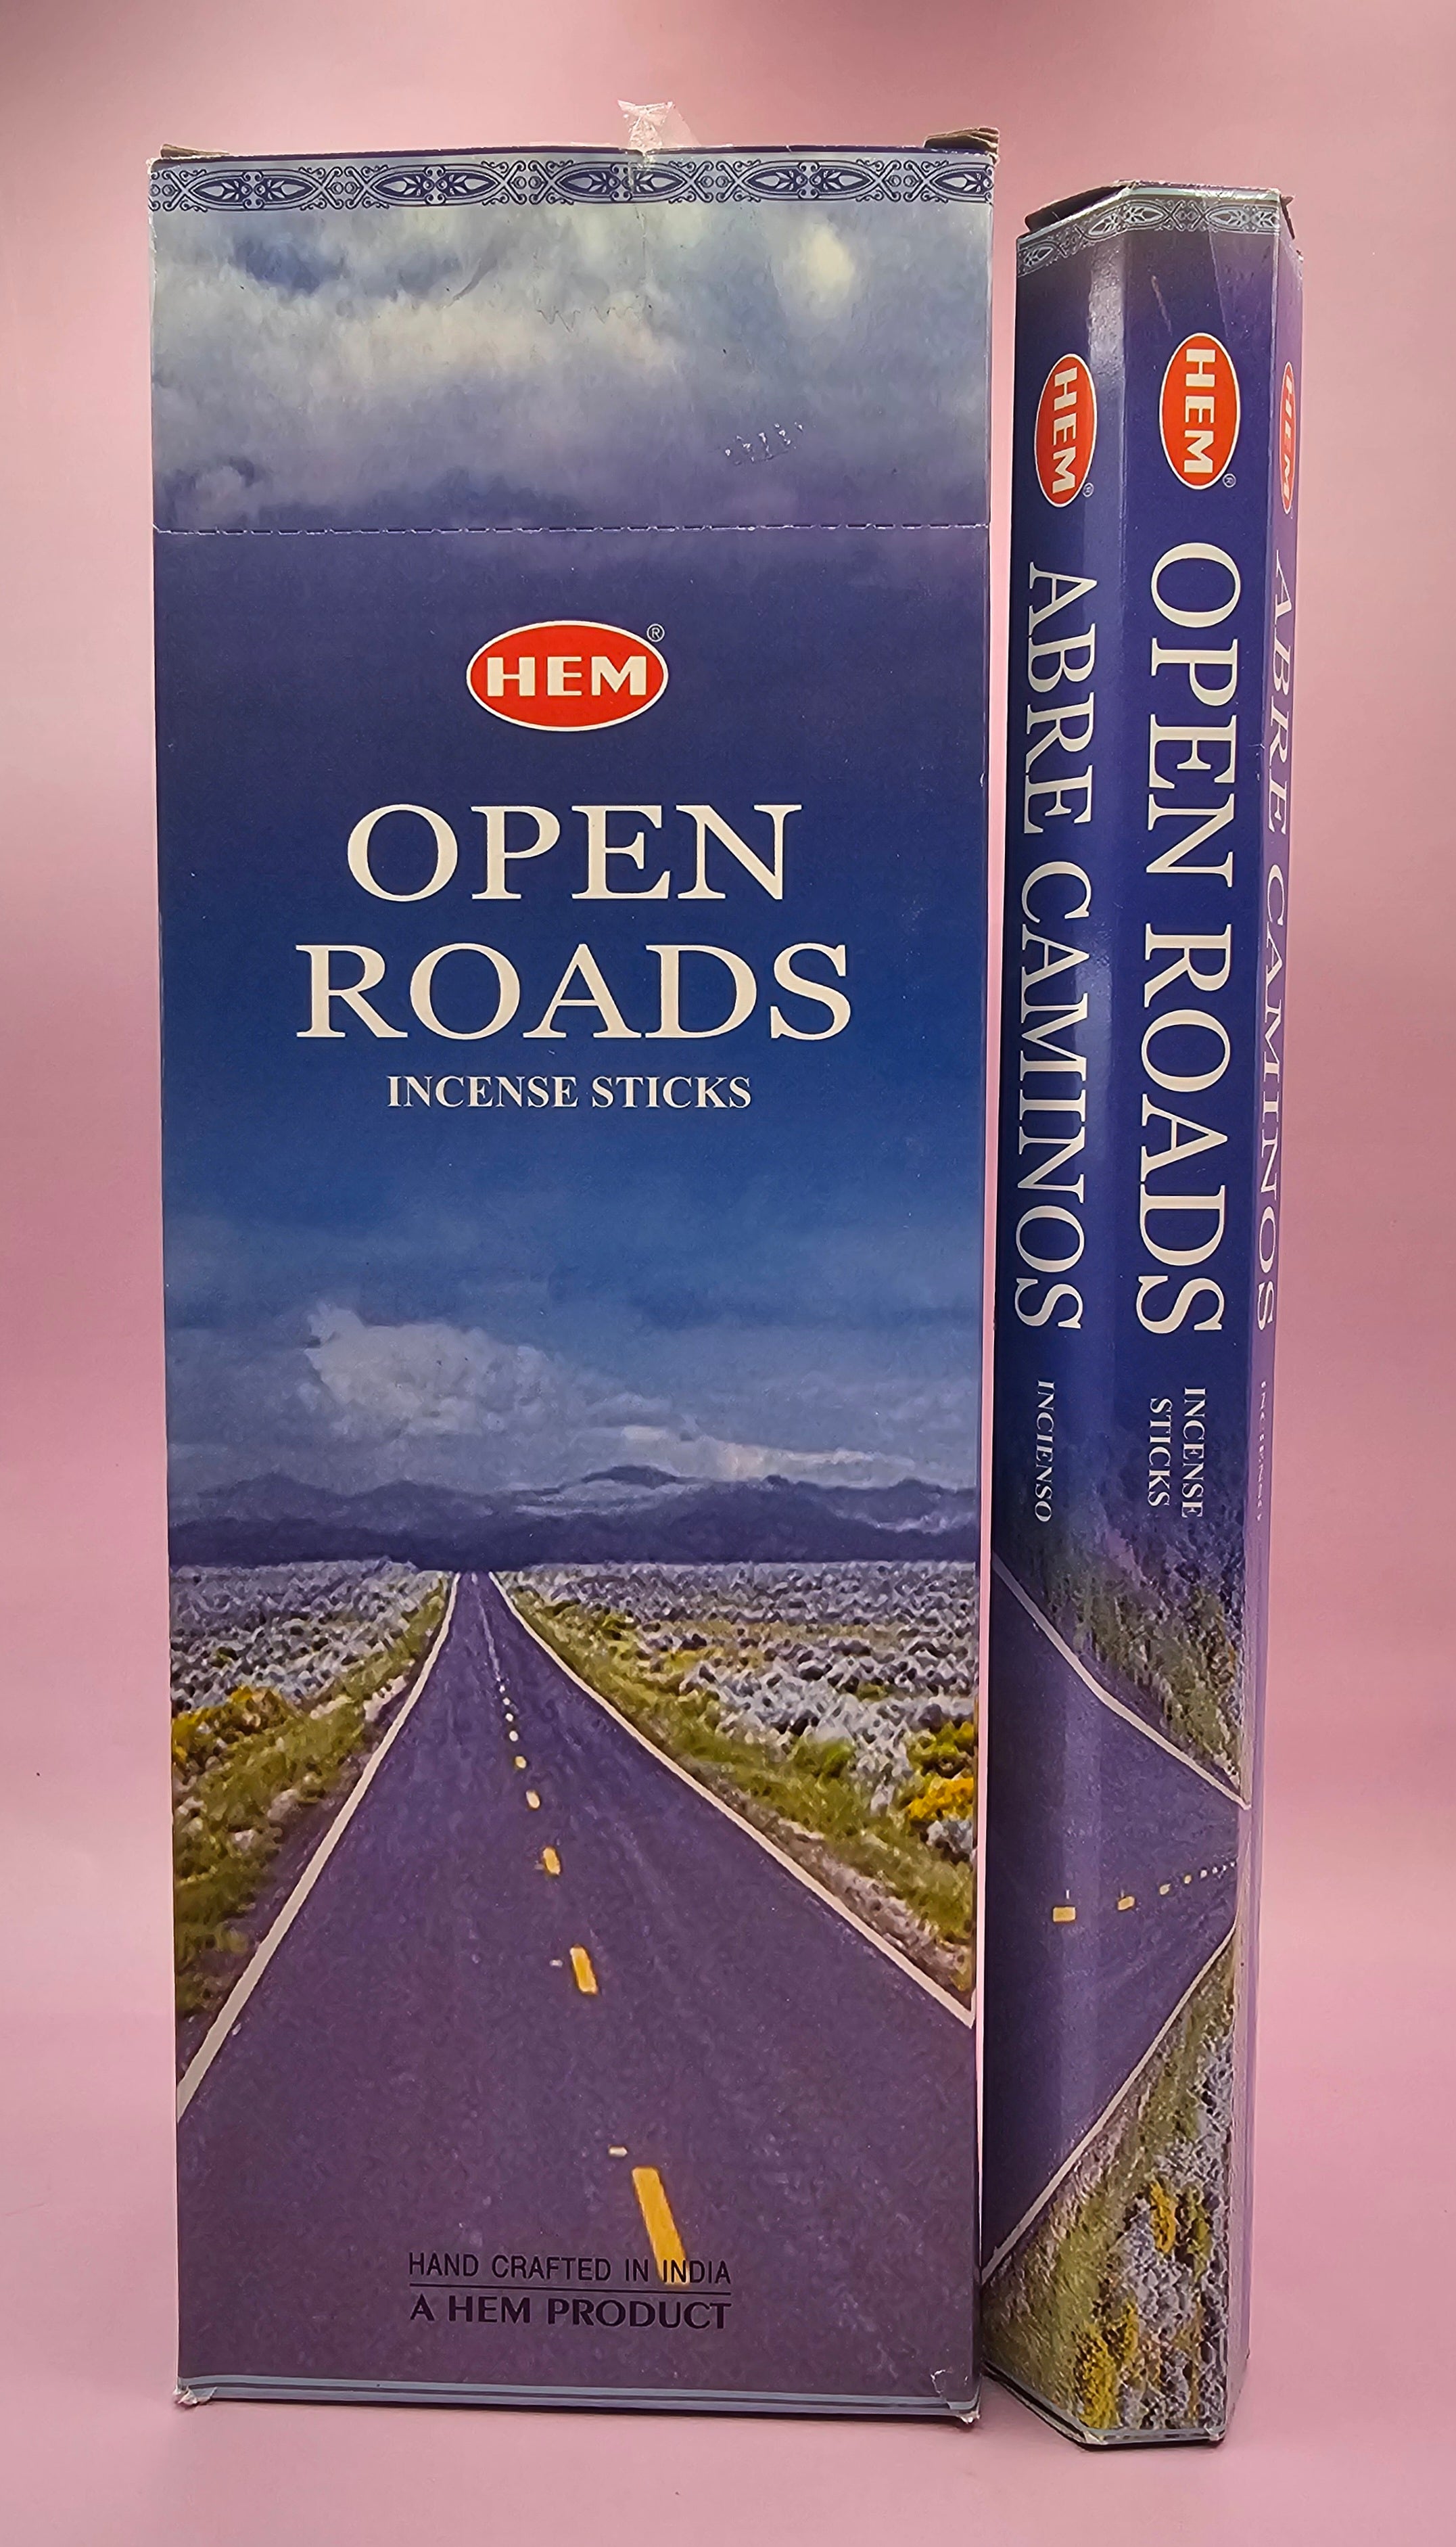 HEM®
OPEN
ROADS
INCENSE STICKS
HAND CRAFTED IN INDIA
A HEM PRODUCT
HEM®
ABRE CAMINOS
INCIENSO
HEM®
OPEN ROADS
INCENSE
STICKS
HEM
ABRE CAMINOS